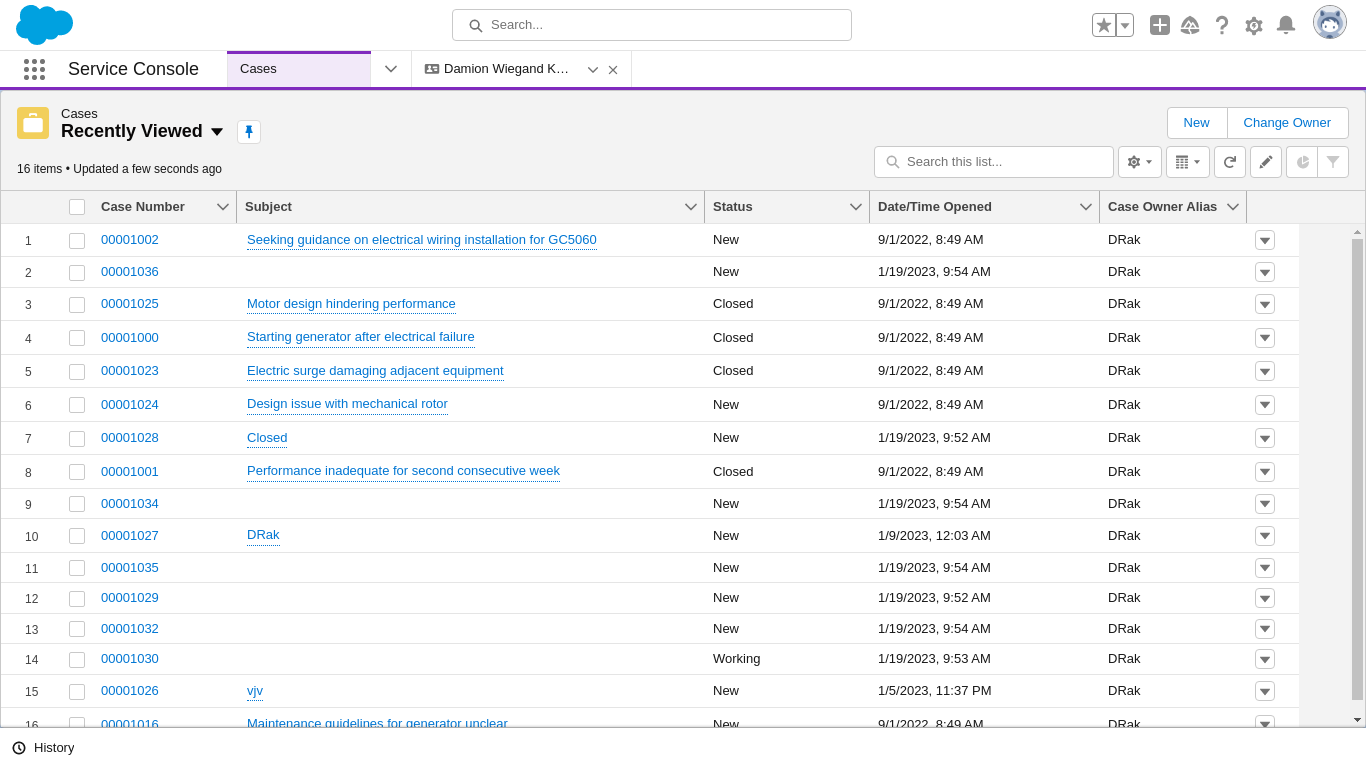 Search...
Service Console
Cases
Damion Wiegand K…
Cases
Recently Viewed
New
Change Owner
16 items • Updated a few seconds ago
Search this list...
Case Number Subject Status Date/Time Opened Case Owner Alias
1 00001002 Seeking guidance on electrical wiring installation for GC5060 New 9/1/2022, 8:49 AM DRak
2 00001036 New 1/19/2023, 9:54 AM DRak
3 00001025 Motor design hindering performance Closed 9/1/2022, 8:49 AM DRak
4 00001000 Starting generator after electrical failure Closed 9/1/2022, 8:49 AM DRak
5 00001023 Electric surge damaging adjacent equipment Closed 9/1/2022, 8:49 AM DRak
6 00001024 Design issue with mechanical rotor New 9/1/2022, 8:49 AM DRak
7 00001028 Closed New 1/19/2023, 9:52 AM DRak
8 00001001 Performance inadequate for second consecutive week Closed 9/1/2022, 8:49 AM DRak
9 00001034 New 1/19/2023, 9:54 AM DRak
10 00001027 DRak New 1/9/2023, 12:03 AM DRak
11 00001035 New 1/19/2023, 9:54 AM DRak
12 00001029 New 1/19/2023, 9:52 AM DRak
13 00001032 New 1/19/2023, 9:54 AM DRak
14 00001030 Working 1/19/2023, 9:53 AM DRak
15 00001026 vjv New 1/5/2023, 11:37 PM DRak
16 00001016 Maintenance guidelines for generator unclear New 9/1/2022, 8:49 AM DRak
History